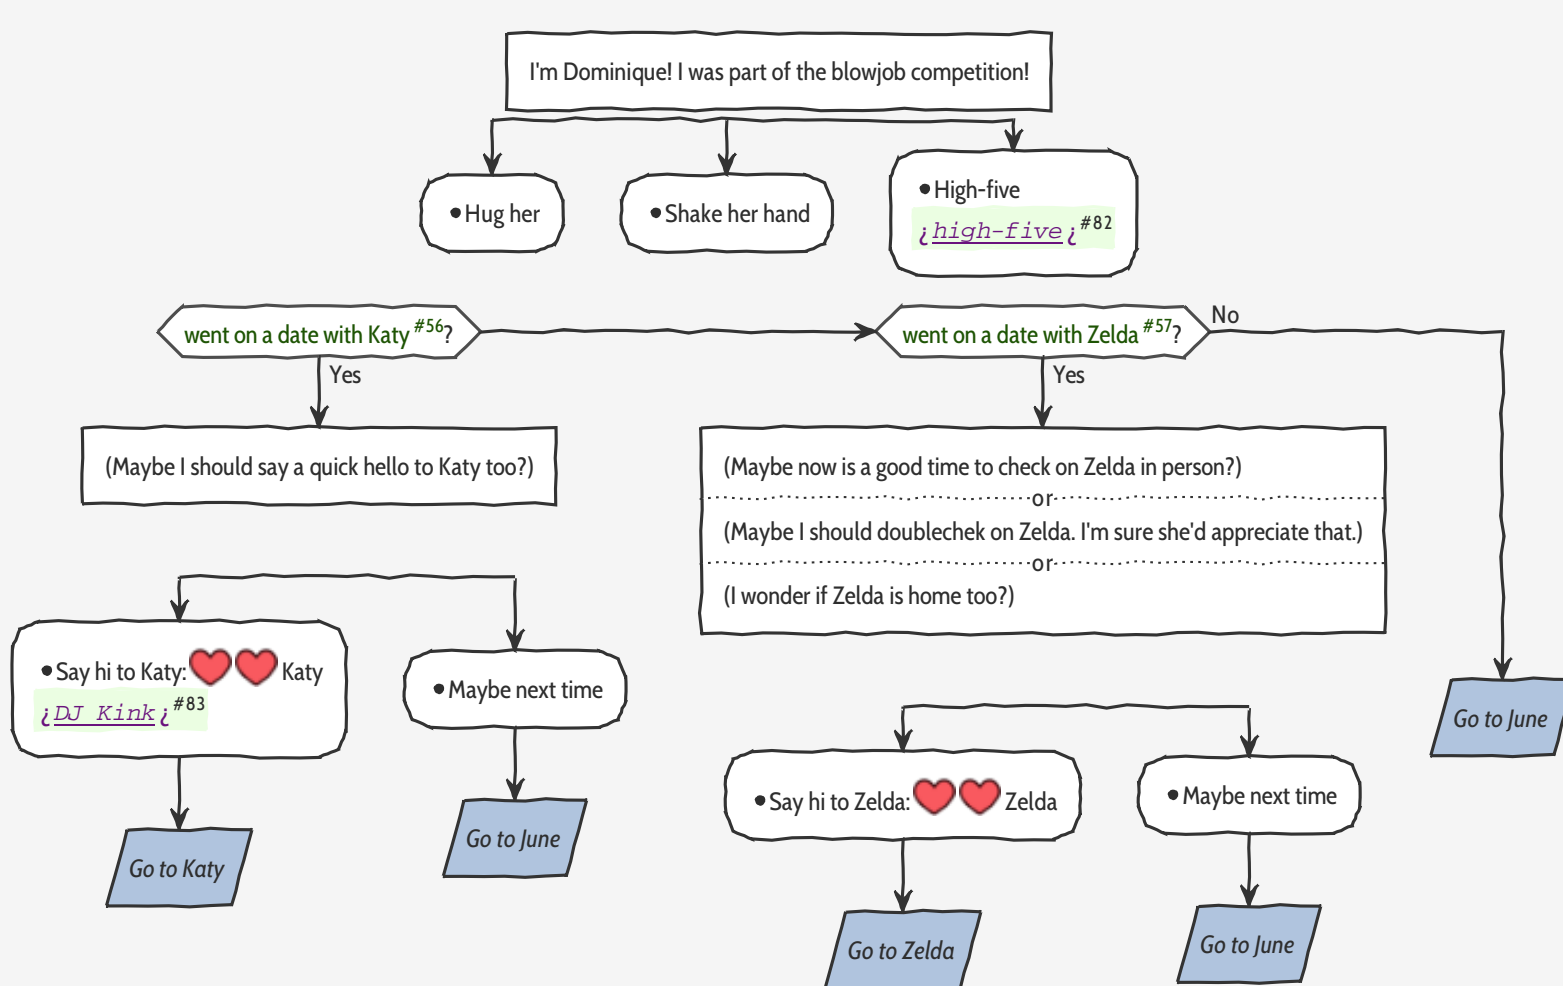 I'm Dominique! I was part of the blowjob competition!
•Hug her
•Shake her hand
•High-five
¿high-five¿#82
went on a date with Katy #56?
went on a date with Zelda #57?
No
Yes
Yes
(Maybe I should say a quick hello to Katy too?)
(Maybe now is a good time to check on Zelda in person?)
or
(Maybe I should doublechek on Zelda. I'm sure she'd appreciate that.)
or
(I wonder if Zelda is home too?)
•Say hi to Katy: ❤❤ Katy
¿DJ Kink¿#83
•Maybe next time
Go to Katy
Go to June
•Say hi to Zelda: ❤❤ Zelda
•Maybe next time
Go to Zelda
Go to June
Go to June